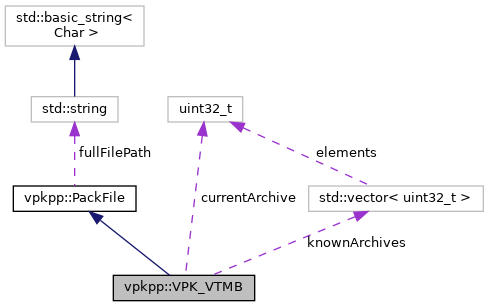 std::basic_string<
Char >
std::string
uint32_t
fullFilePath
elements
vpkpp::PackFile
currentArchive
std::vector< uint32_t >
knownArchives
vpkpp::VPK_VTMB